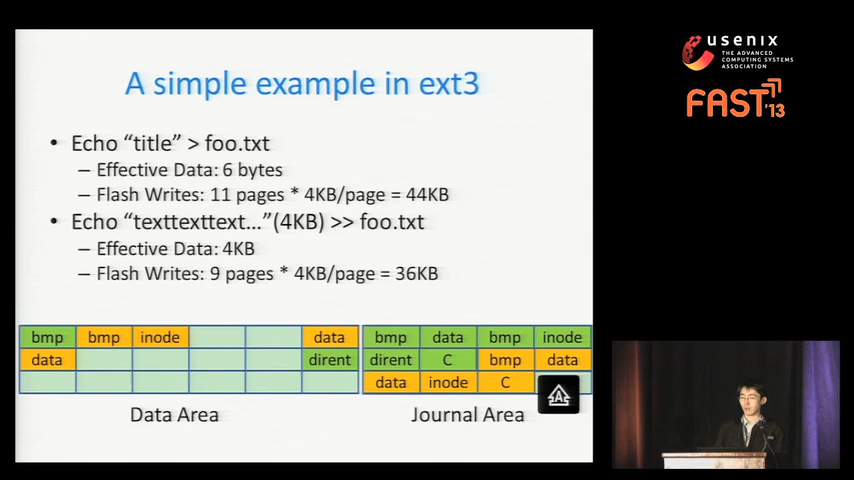 A simple example in ext3
• Echo “title” > foo.txt
– Effective Data: 6 bytes
– Flash Writes: 11 pages * 4KB/page = 44KB
• Echo “texttexttext…”(4KB) >> foo.txt
– Effective Data: 4KB
– Flash Writes: 9 pages * 4KB/page = 36KB
bmp bmp inode data
data dirent
Data Area
bmp data bmp inode
dirent C bmp data
data inode C
A
Journal Area
usenix
THE ADVANCED
COMPUTING SYSTEMS
ASSOCIATION
FAST '13